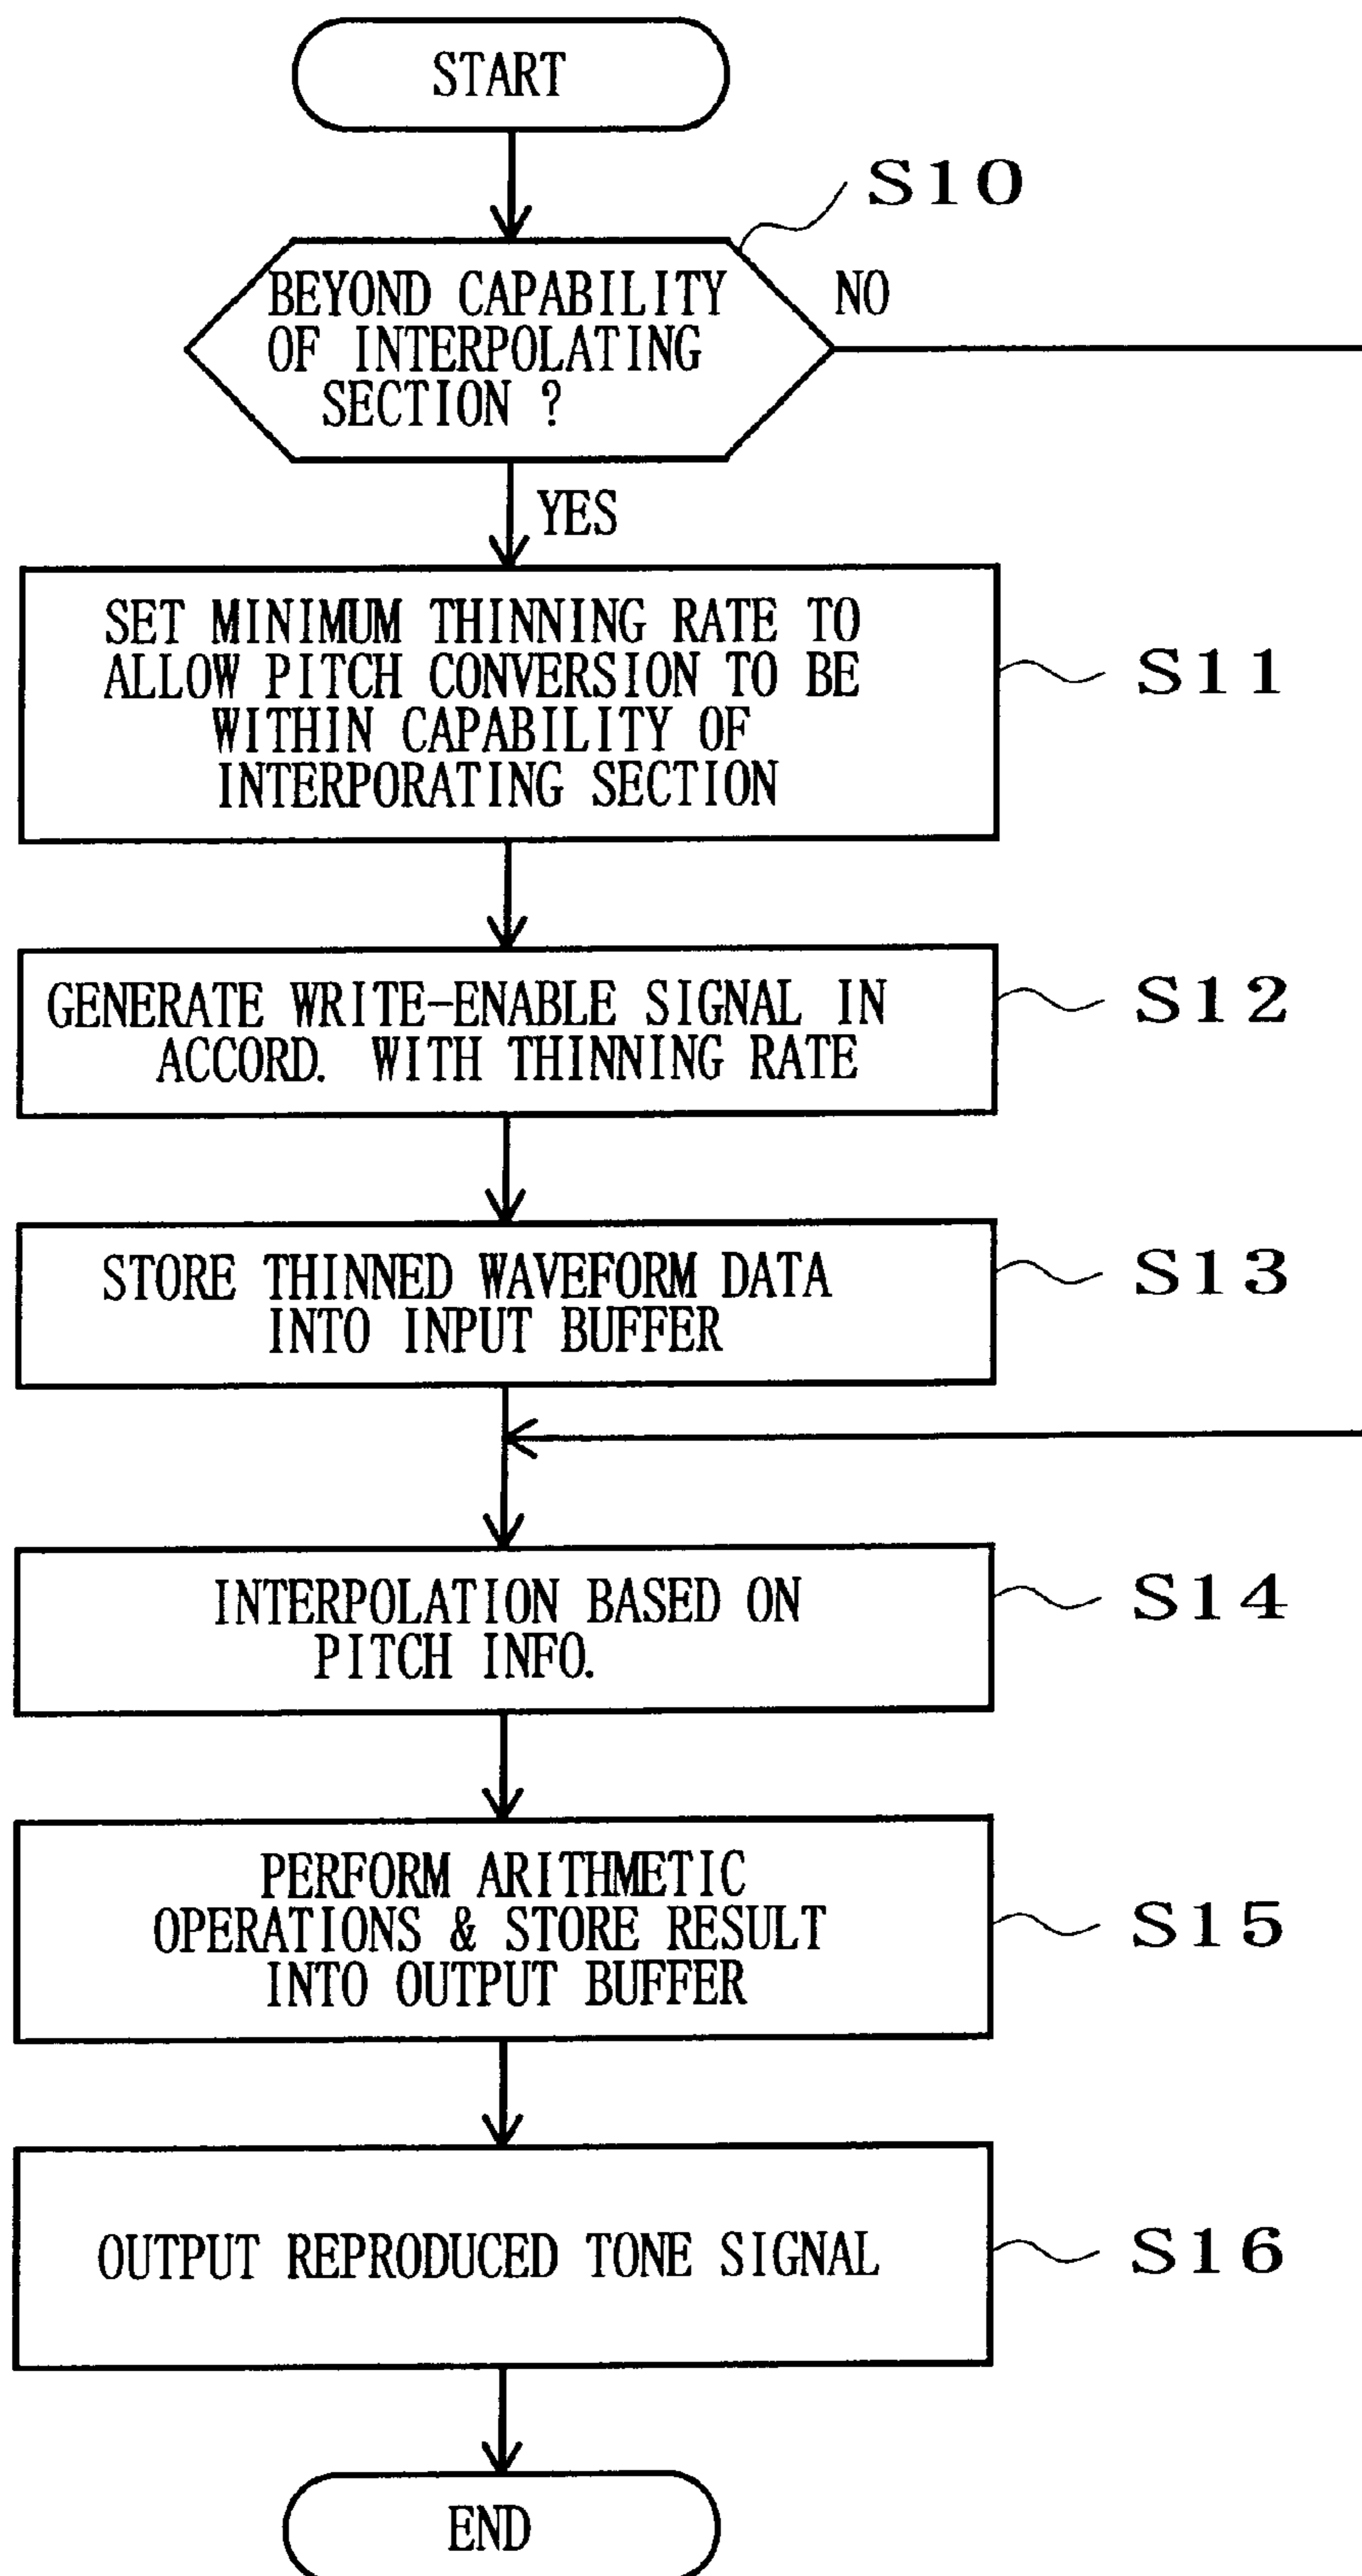 START
S10
BEYOND CAPABILITY
OF INTERPOLATING
SECTION ?
NO
YES
SET MINIMUM THINNING RATE TO
ALLOW PITCH CONVERSION TO BE
WITHIN CAPABILITY OF
INTERPORATING SECTION
S11
GENERATE WRITE-ENABLE SIGNAL IN
ACCORD. WITH THINNING RATE
S12
STORE THINNED WAVEFORM DATA
INTO INPUT BUFFER
S13
INTERPOLATION BASED ON
PITCH INFO.
S14
PERFORM ARITHMETIC
OPERATIONS & STORE RESULT
INTO OUTPUT BUFFER
S15
OUTPUT REPRODUCED TONE SIGNAL
S16
END